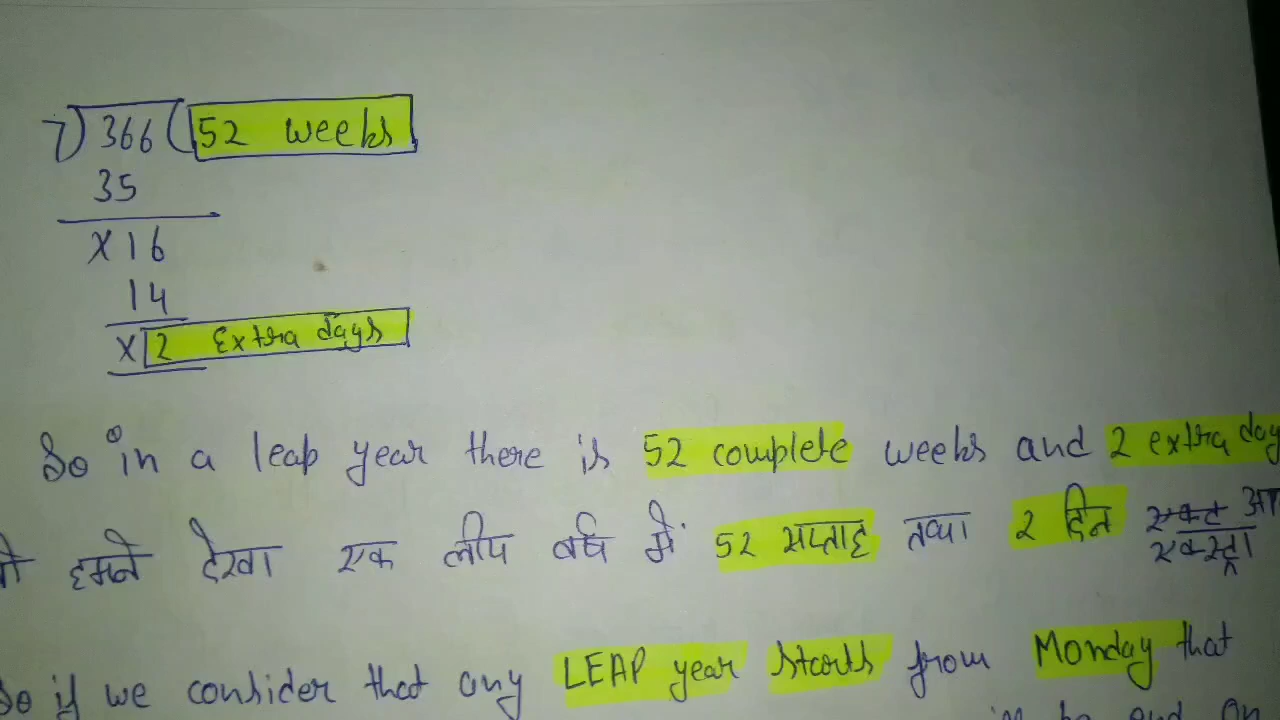 7) 366 ( 52 weeks
35
x 16
14
x 2 Extra days
So in a leap year there is 52 complete weeks and 2 extra day
हमने देखा एक लीप वर्ष में 52 सप्ताह तथा 2 दिन एक्स्ट्रा
So if we consider that any LEAP year starts from Monday that